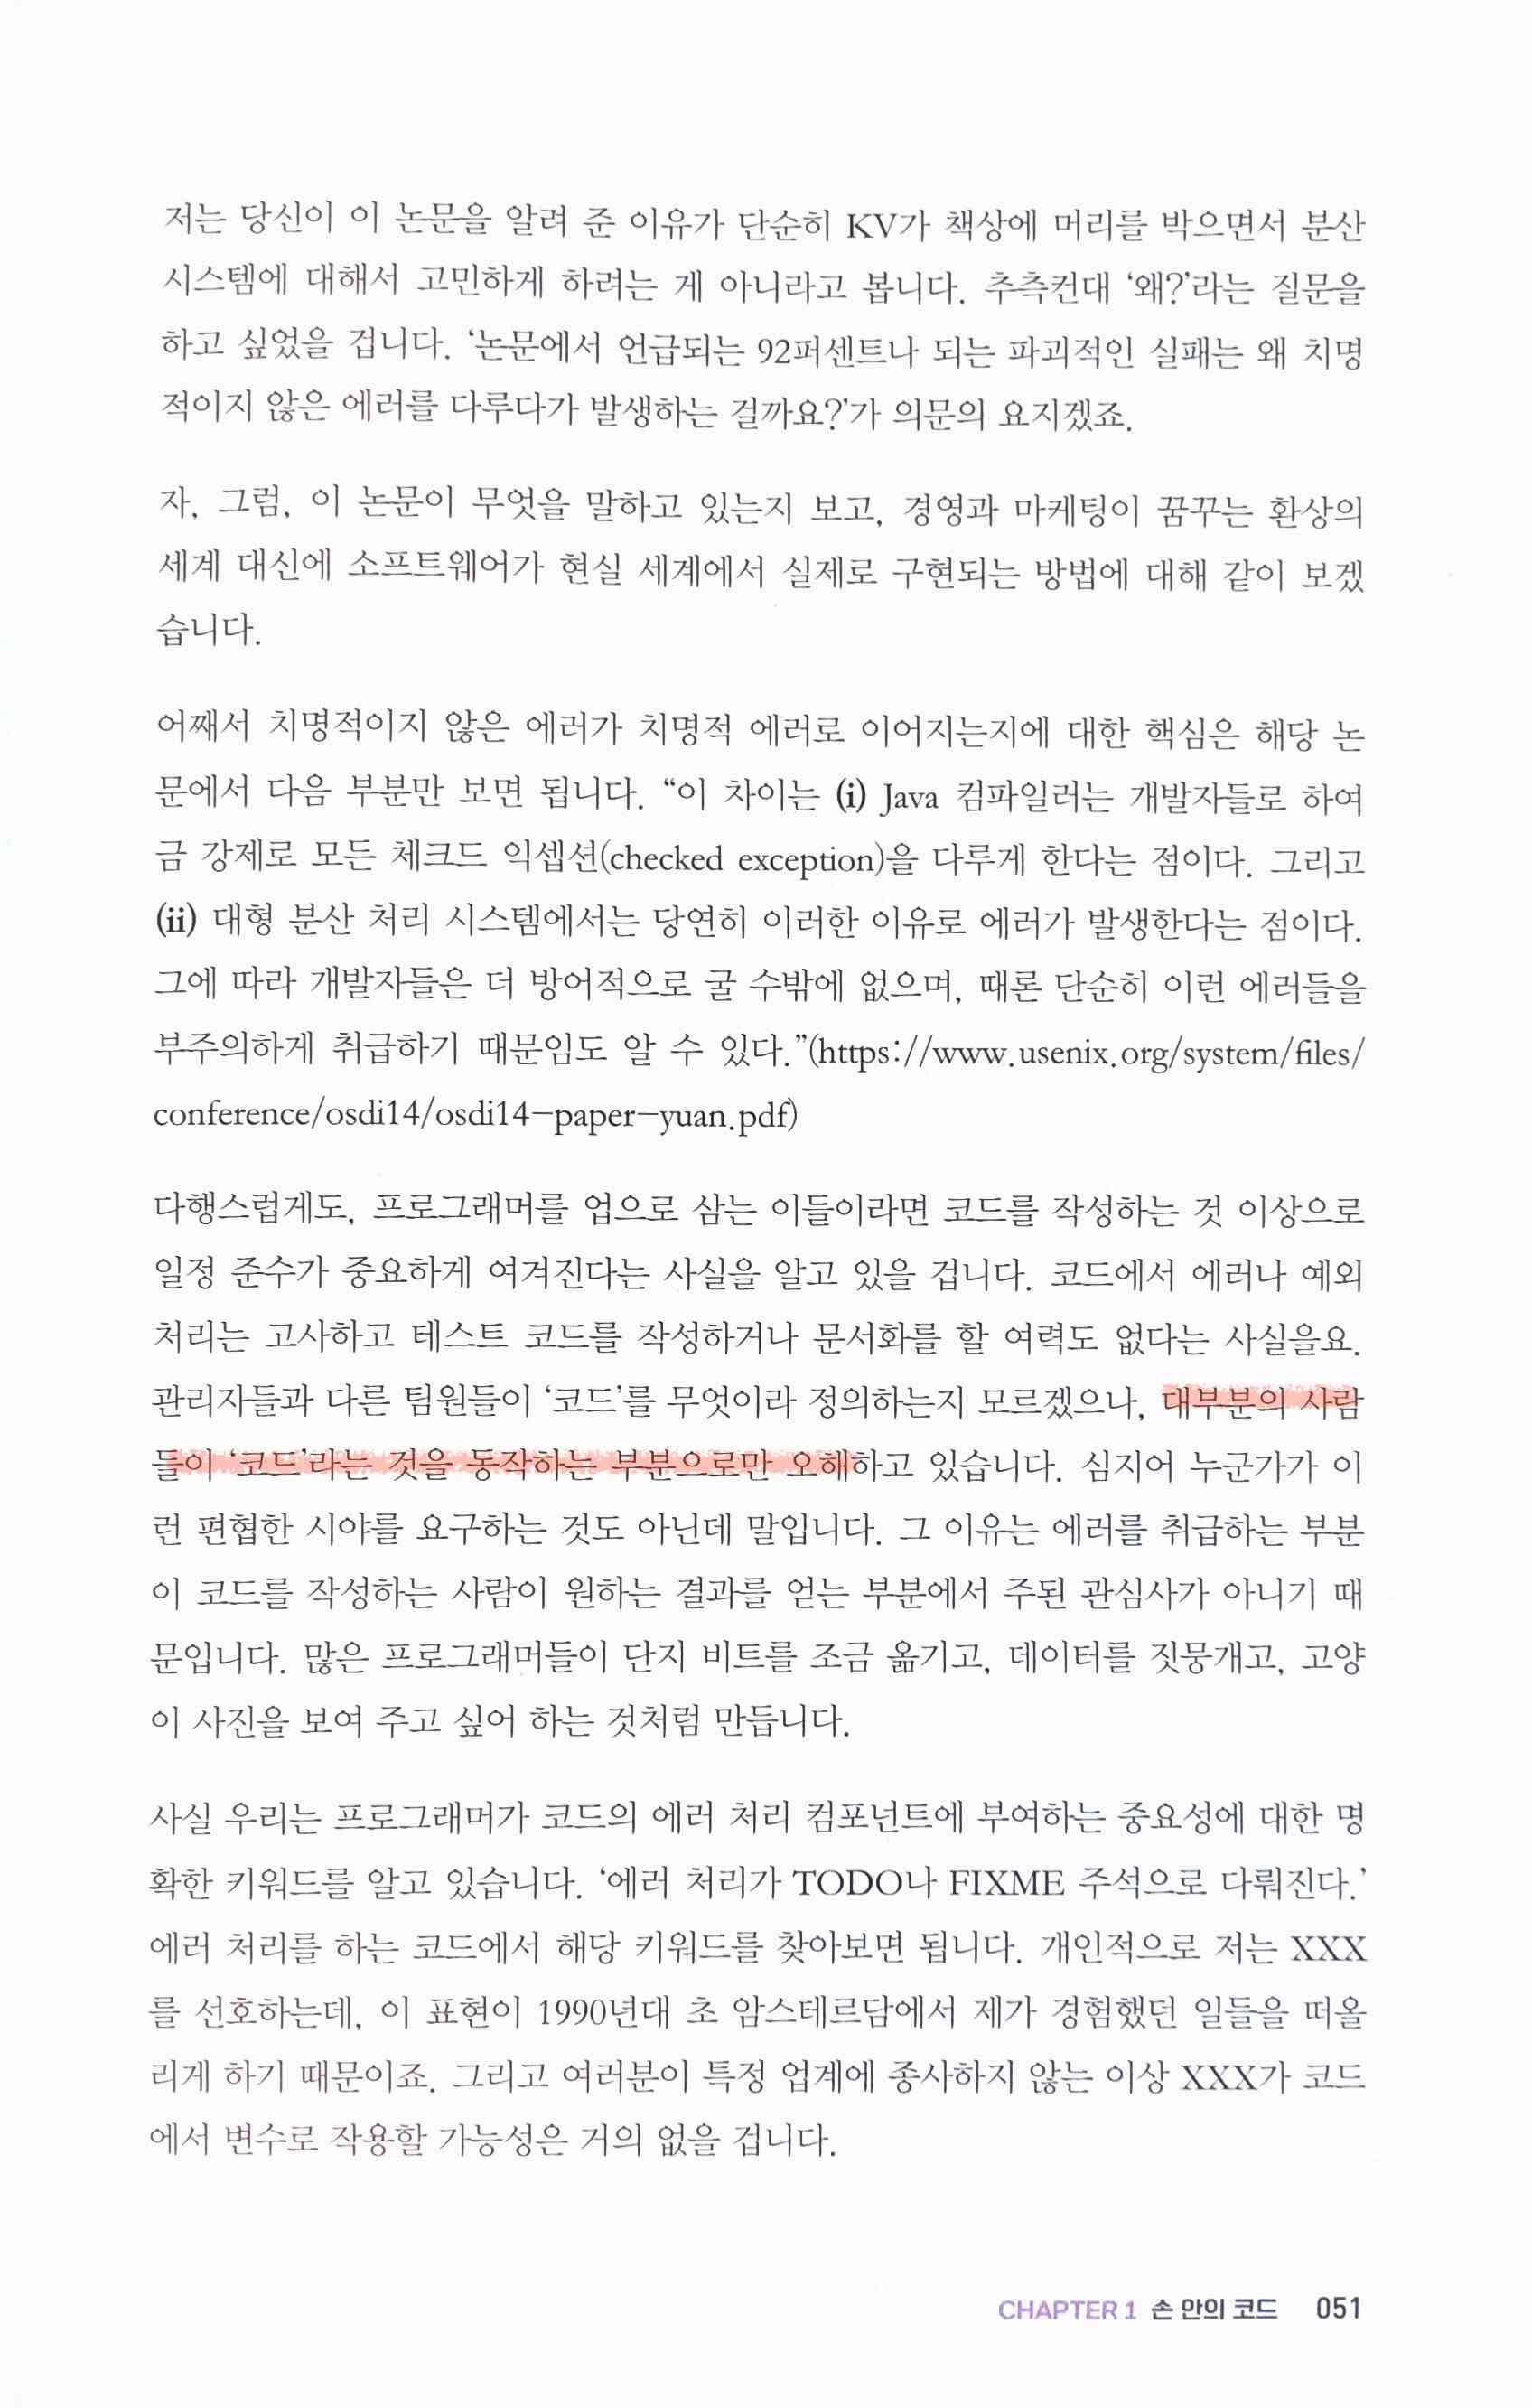 저는 당신이 이 논문을 알려 준 이유가 단순히 KV가 책상에 머리를 박으면서 분산
시스템에 대해서 고민하게 하려는 게 아니라고 봅니다. 추측컨대 ‘왜?’라는 질문을
하고 싶었을 겁니다. ‘논문에서 언급되는 92퍼센트나 되는 파괴적인 실패는 왜 치명
적이지 않은 에러를 다루다가 발생하는 걸까요?’가 의문의 요지겠죠.
자, 그럼, 이 논문이 무엇을 말하고 있는지 보고, 경영과 마케팅이 꿈꾸는 환상의
세계 대신에 소프트웨어가 현실 세계에서 실제로 구현되는 방법에 대해 같이 보겠
습니다.
어째서 치명적이지 않은 에러가 치명적 에러로 이어지는지에 대한 핵심은 해당 논
문에서 다음 부분만 보면 됩니다. “이 차이는 (i) Java 컴파일러는 개발자들로 하여
금 강제로 모든 체크드 익셉션(checked exception)을 다루게 한다는 점이다. 그리고
(ii) 대형 분산 처리 시스템에서는 당연히 이러한 이유로 에러가 발생한다는 점이다.
그에 따라 개발자들은 더 방어적으로 굴 수밖에 없으며, 때론 단순히 이런 에러들을
부주의하게 취급하기 때문임도 알 수 있다.”(https://www.usenix.org/system/files/
conference/osdi14/osdi14-paper-yuan.pdf)
다행스럽게도, 프로그래머를 업으로 삼는 이들이라면 코드를 작성하는 것 이상으로
일정 준수가 중요하게 여겨진다는 사실을 알고 있을 겁니다. 코드에서 에러나 예외
처리는 고사하고 테스트 코드를 작성하거나 문서화를 할 여력도 없다는 사실을요.
관리자들과 다른 팀원들이 ‘코드’를 무엇이라 정의하는지 모르겠으나, 대부분의 사람
들이 ‘코드’라는 것을 동작하는 부분으로만 오해하고 있습니다. 심지어 누군가가 이
런 편협한 시야를 요구하는 것도 아닌데 말입니다. 그 이유는 에러를 취급하는 부분
이 코드를 작성하는 사람이 원하는 결과를 얻는 부분에서 주된 관심사가 아니기 때
문입니다. 많은 프로그래머들이 단지 비트를 조금 옮기고, 데이터를 짓뭉개고, 고양
이 사진을 보여 주고 싶어 하는 것처럼 만듭니다.
사실 우리는 프로그래머가 코드의 에러 처리 컴포넌트에 부여하는 중요성에 대한 명
확한 키워드를 알고 있습니다. ‘에러 처리가 TODO나 FIXME 주석으로 다뤄진다.’
에러 처리를 하는 코드에서 해당 키워드를 찾아보면 됩니다. 개인적으로 저는 XXX
를 선호하는데, 이 표현이 1990년대 초 암스테르담에서 제가 경험했던 일들을 떠올
리게 하기 때문이죠. 그리고 여러분이 특정 업계에 종사하지 않는 이상 XXX가 코드
에서 변수로 작용할 가능성은 거의 없을 겁니다.
CHAPTER 1 손 안의 코드 051